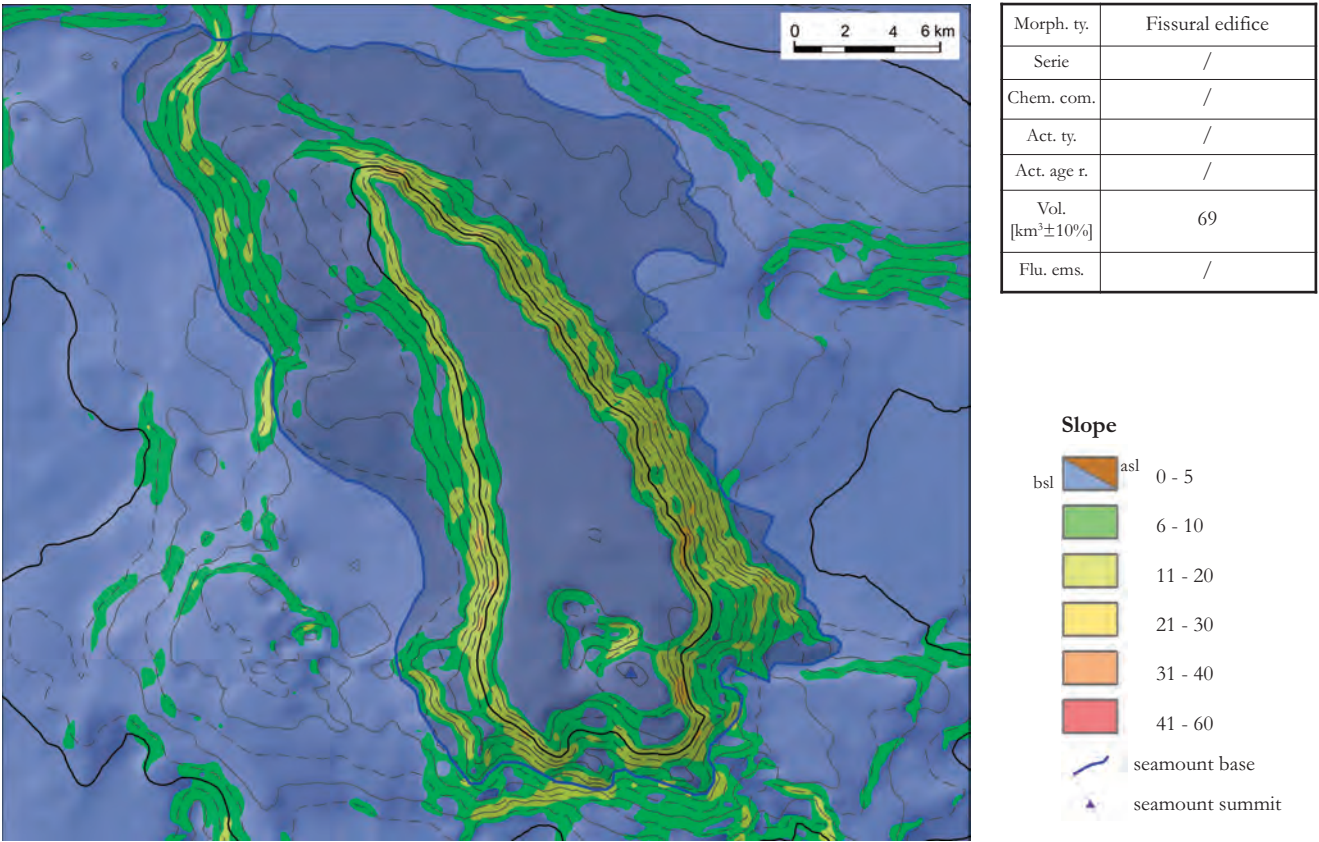 0 2 4 6 km
Morph. ty. Fissural edifice
Serie /
Chem. com. /
Act. ty. /
Act. age r. /
Vol.
[km³±10%] 69
Flu. ems. /
Slope
bsl asl 0 - 5
6 - 10
11 - 20
21 - 30
31 - 40
41 - 60
seamount base
seamount summit